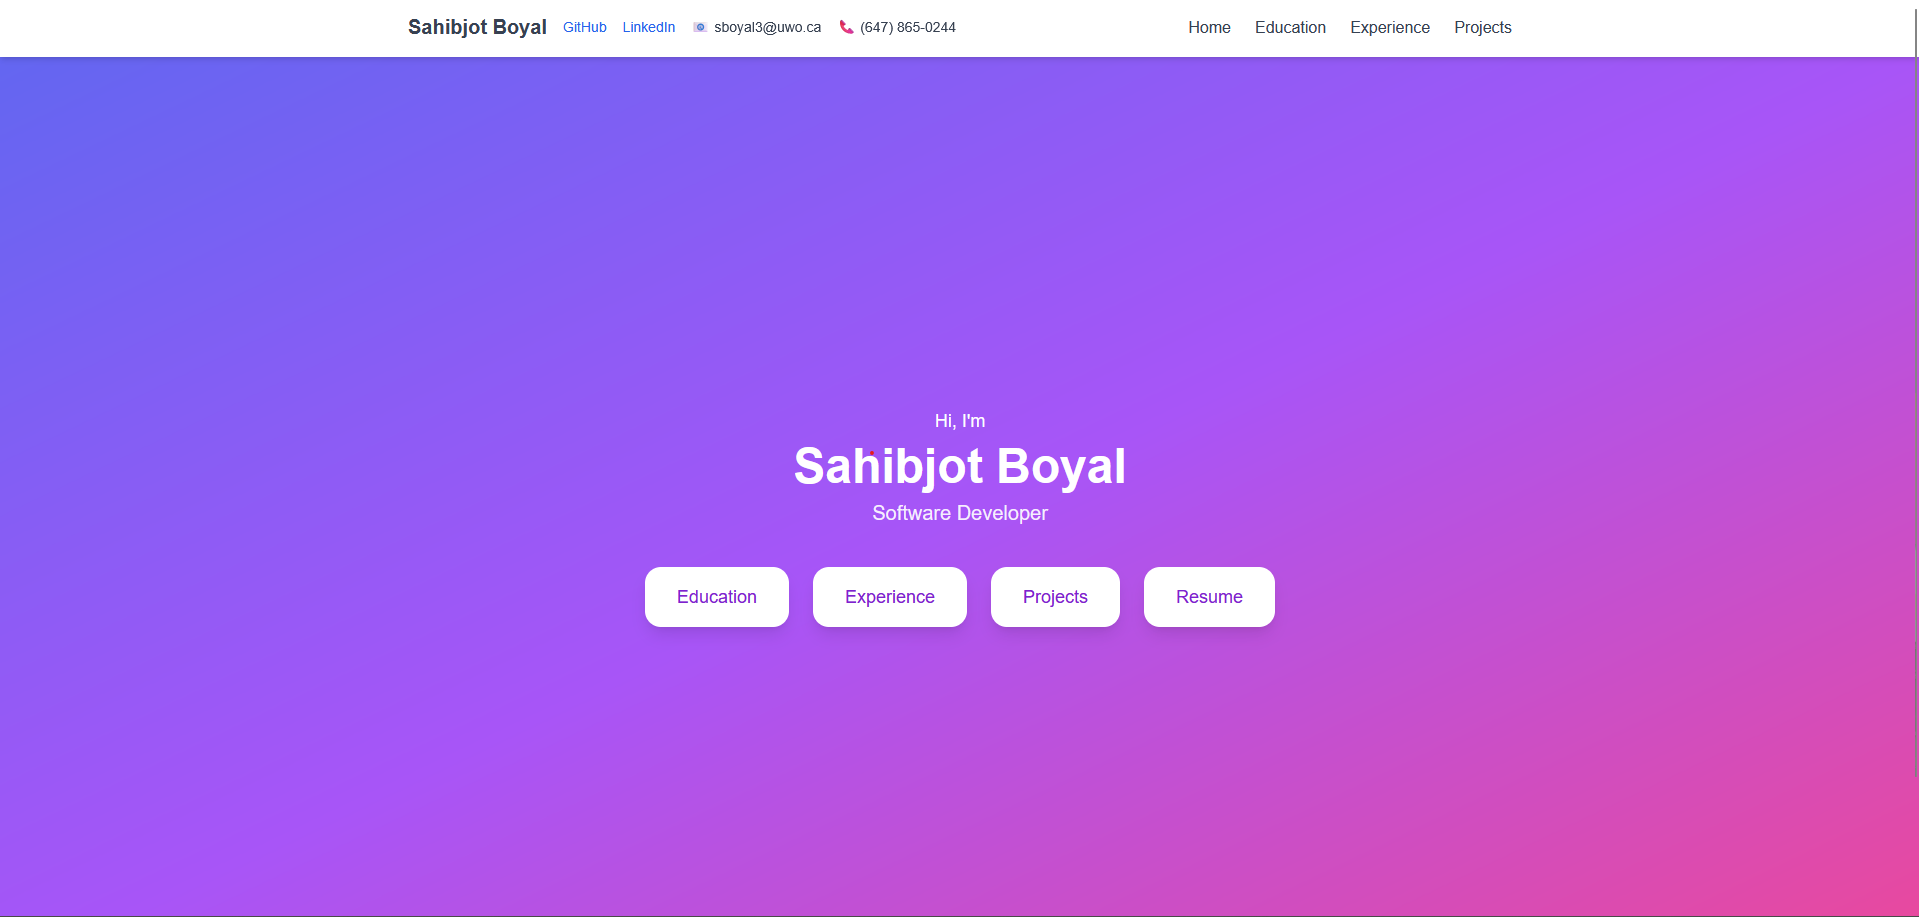 Sahibjot Boyal GitHub LinkedIn sboyal3@uwo.ca (647) 865-0244 Home Education Experience Projects
Hi, I'm
Sahibjot Boyal
Software Developer
Education Experience Projects Resume